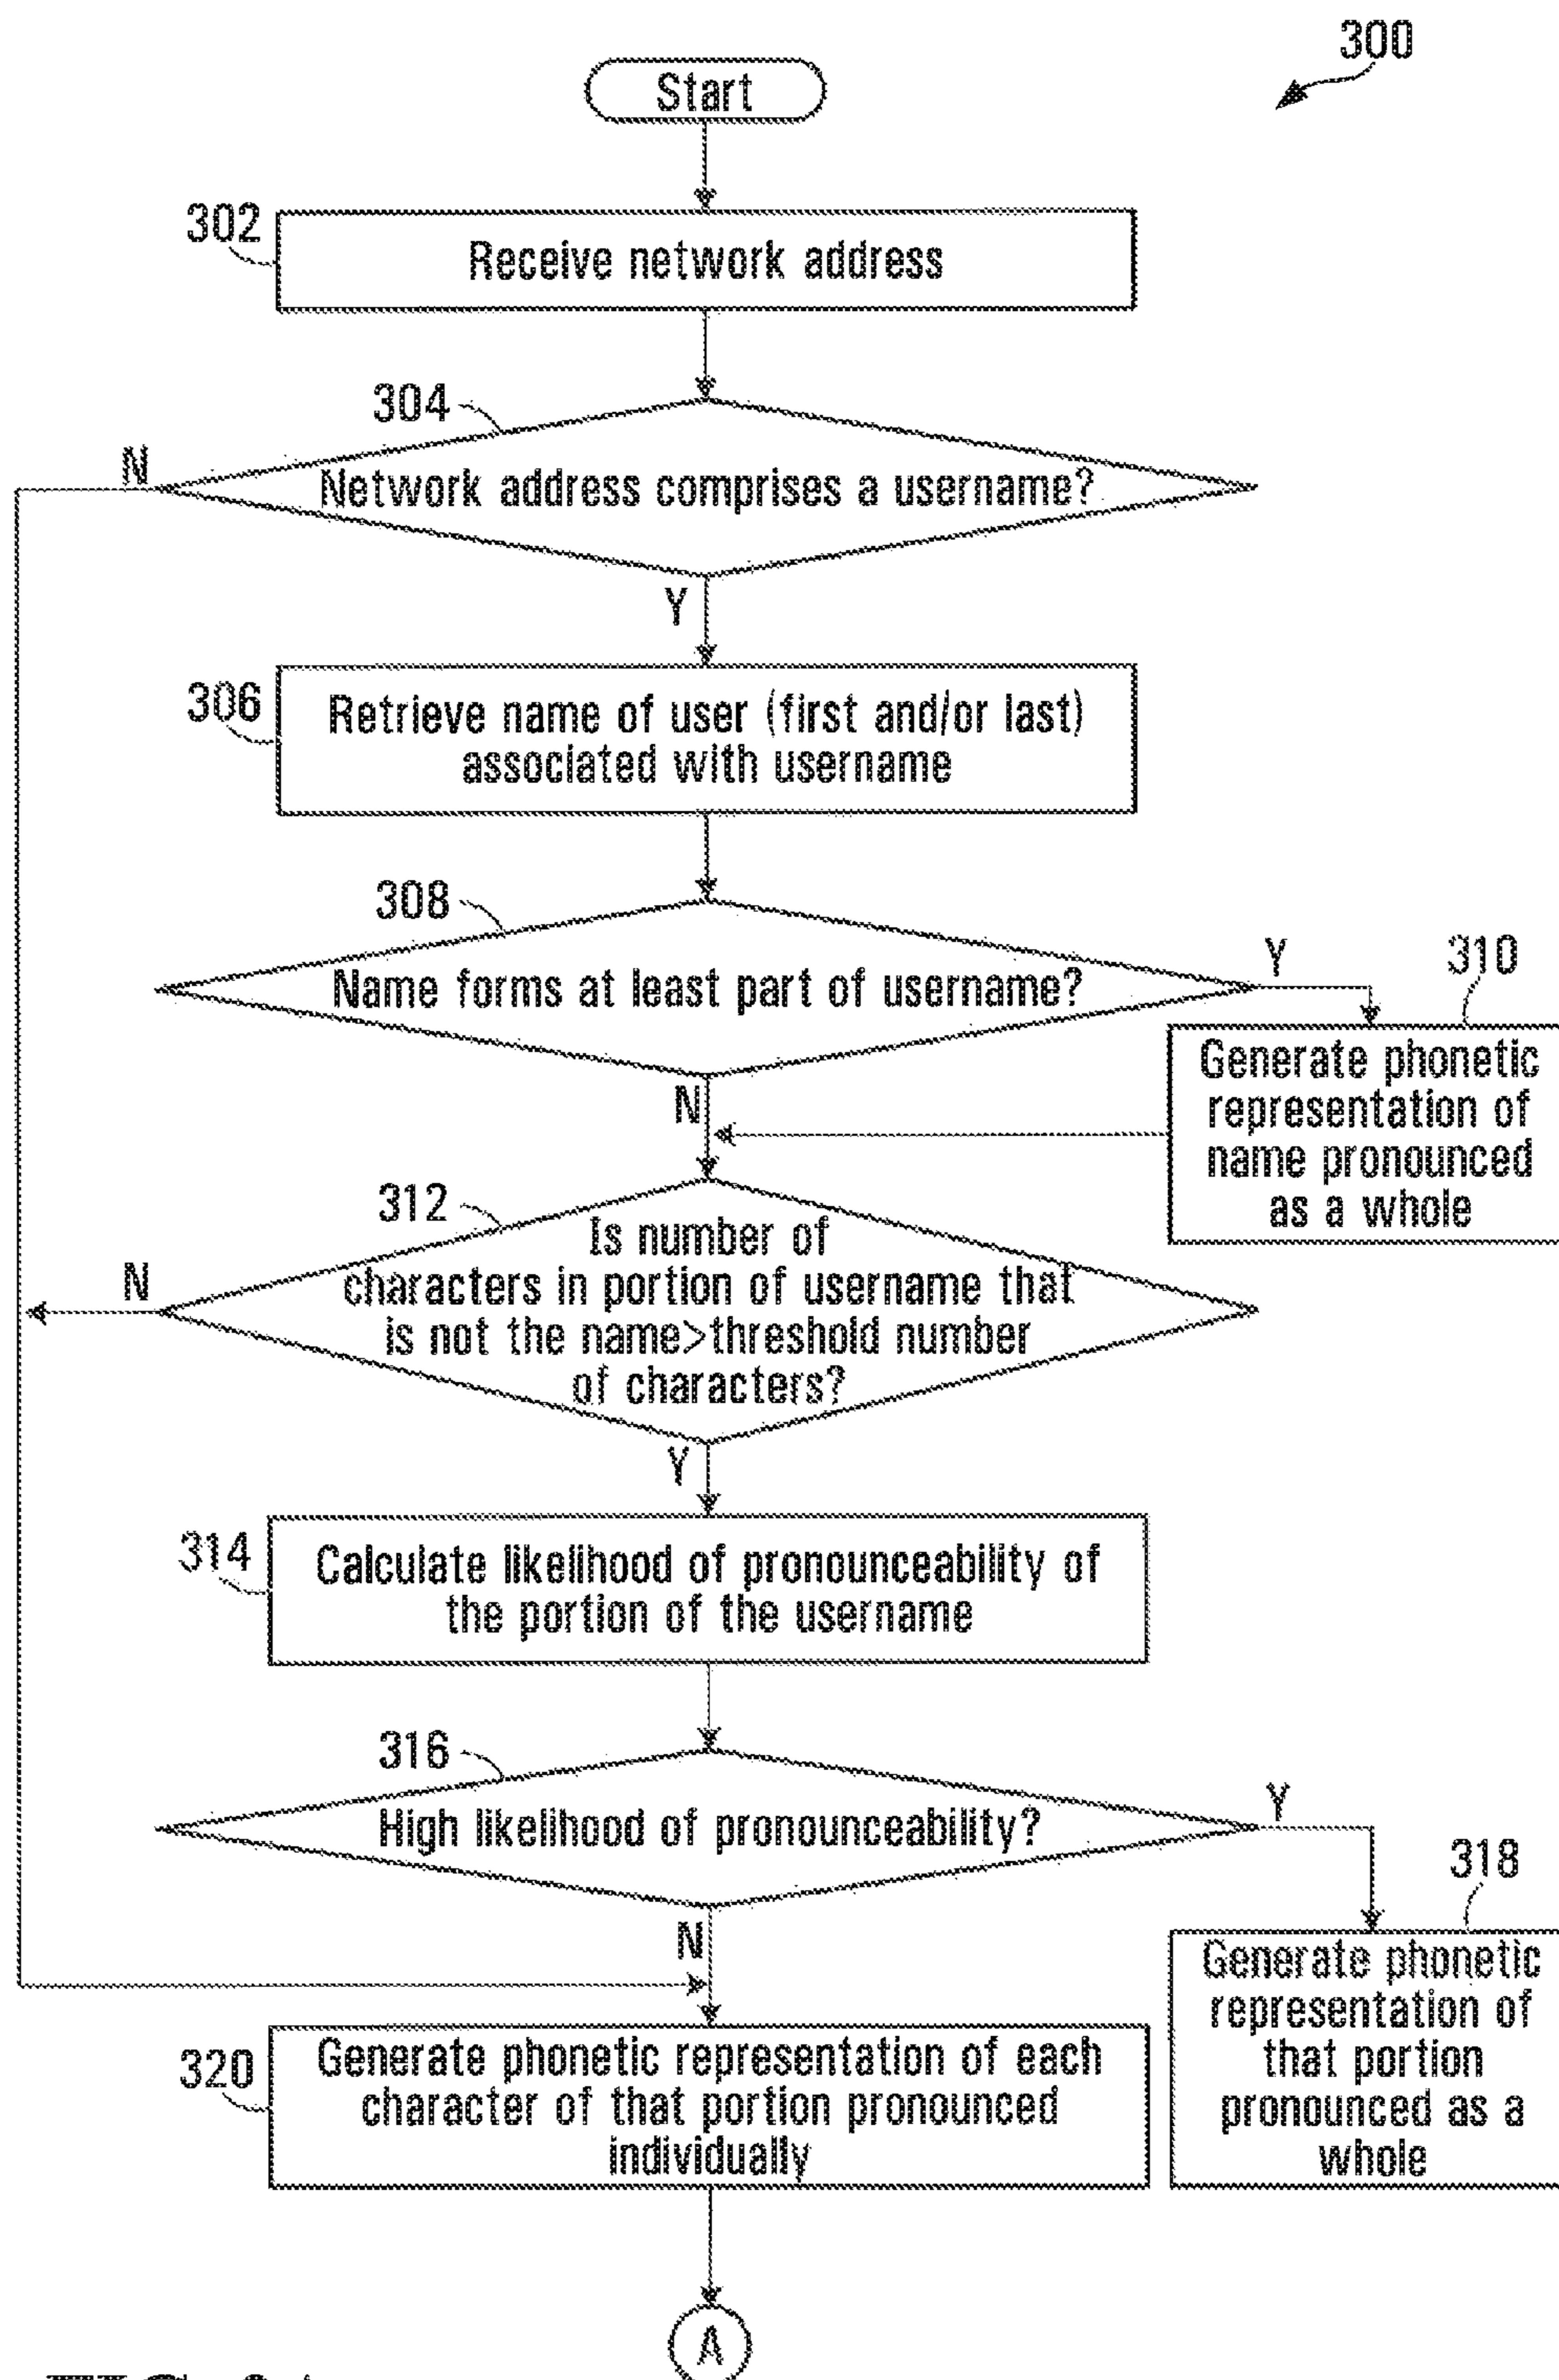 300
Start
302
Receive network address
304
N
Network address comprises a username?
Y
306
Retrieve name of user (first and/or last)
associated with username
308
Name forms at least part of username?
Y
310
Generate phonetic
representation of
name pronounced
as a whole
N
312
Is number of
characters in portion of username that
is not the name>threshold number
of characters?
N
Y
314
Calculate likelihood of pronounceability of
the portion of the username
316
High likelihood of pronounceability?
Y
318
Generate phonetic
representation of
that portion
pronounced as a
whole
N
320
Generate phonetic representation of each
character of that portion pronounced
individually
A